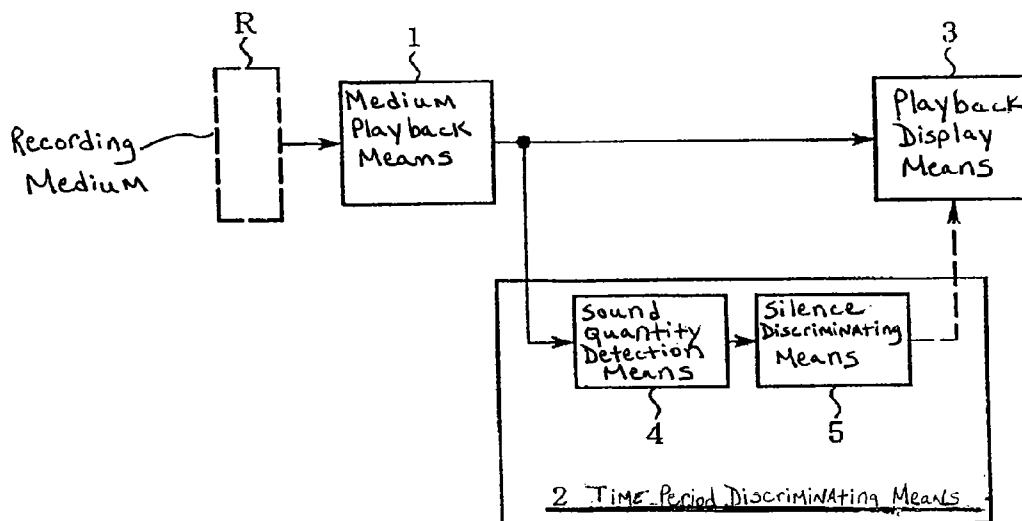 R
1
3
Recording
Medium
Medium
Playback
Means
Playback
Display
Means
Sound
Quantity
Detection
Means
Silence
Discriminating
Means
4
5
2 Time Period Discriminating Means